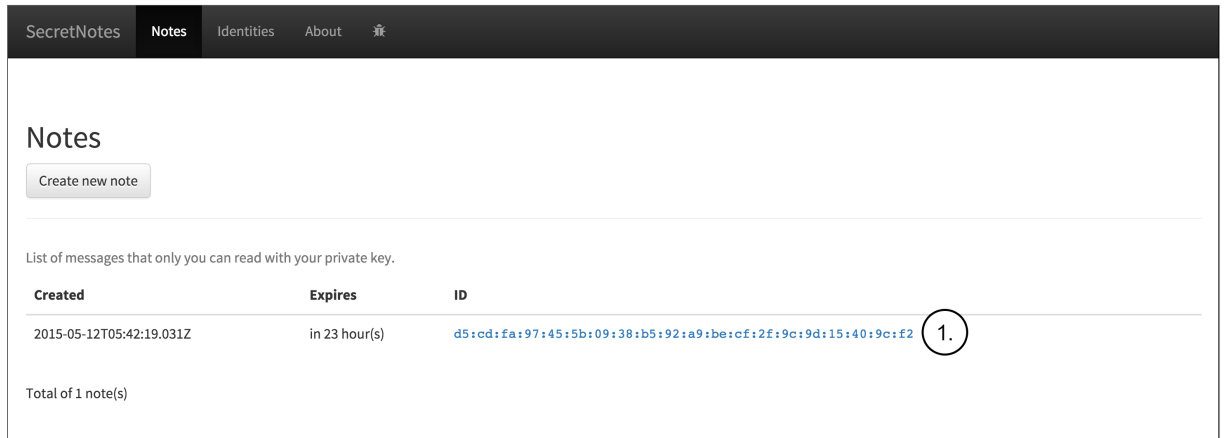 SecretNotes Notes Identities About
Notes
Create new note
List of messages that only you can read with your private key.
Created Expires ID
2015-05-12T05:42:19.031Z in 23 hour(s) d5:cd:fa:97:45:5b:09:38:b5:92:a9:be:cf:2f:9c:9d:15:40:9c:f2 1.
Total of 1 note(s)